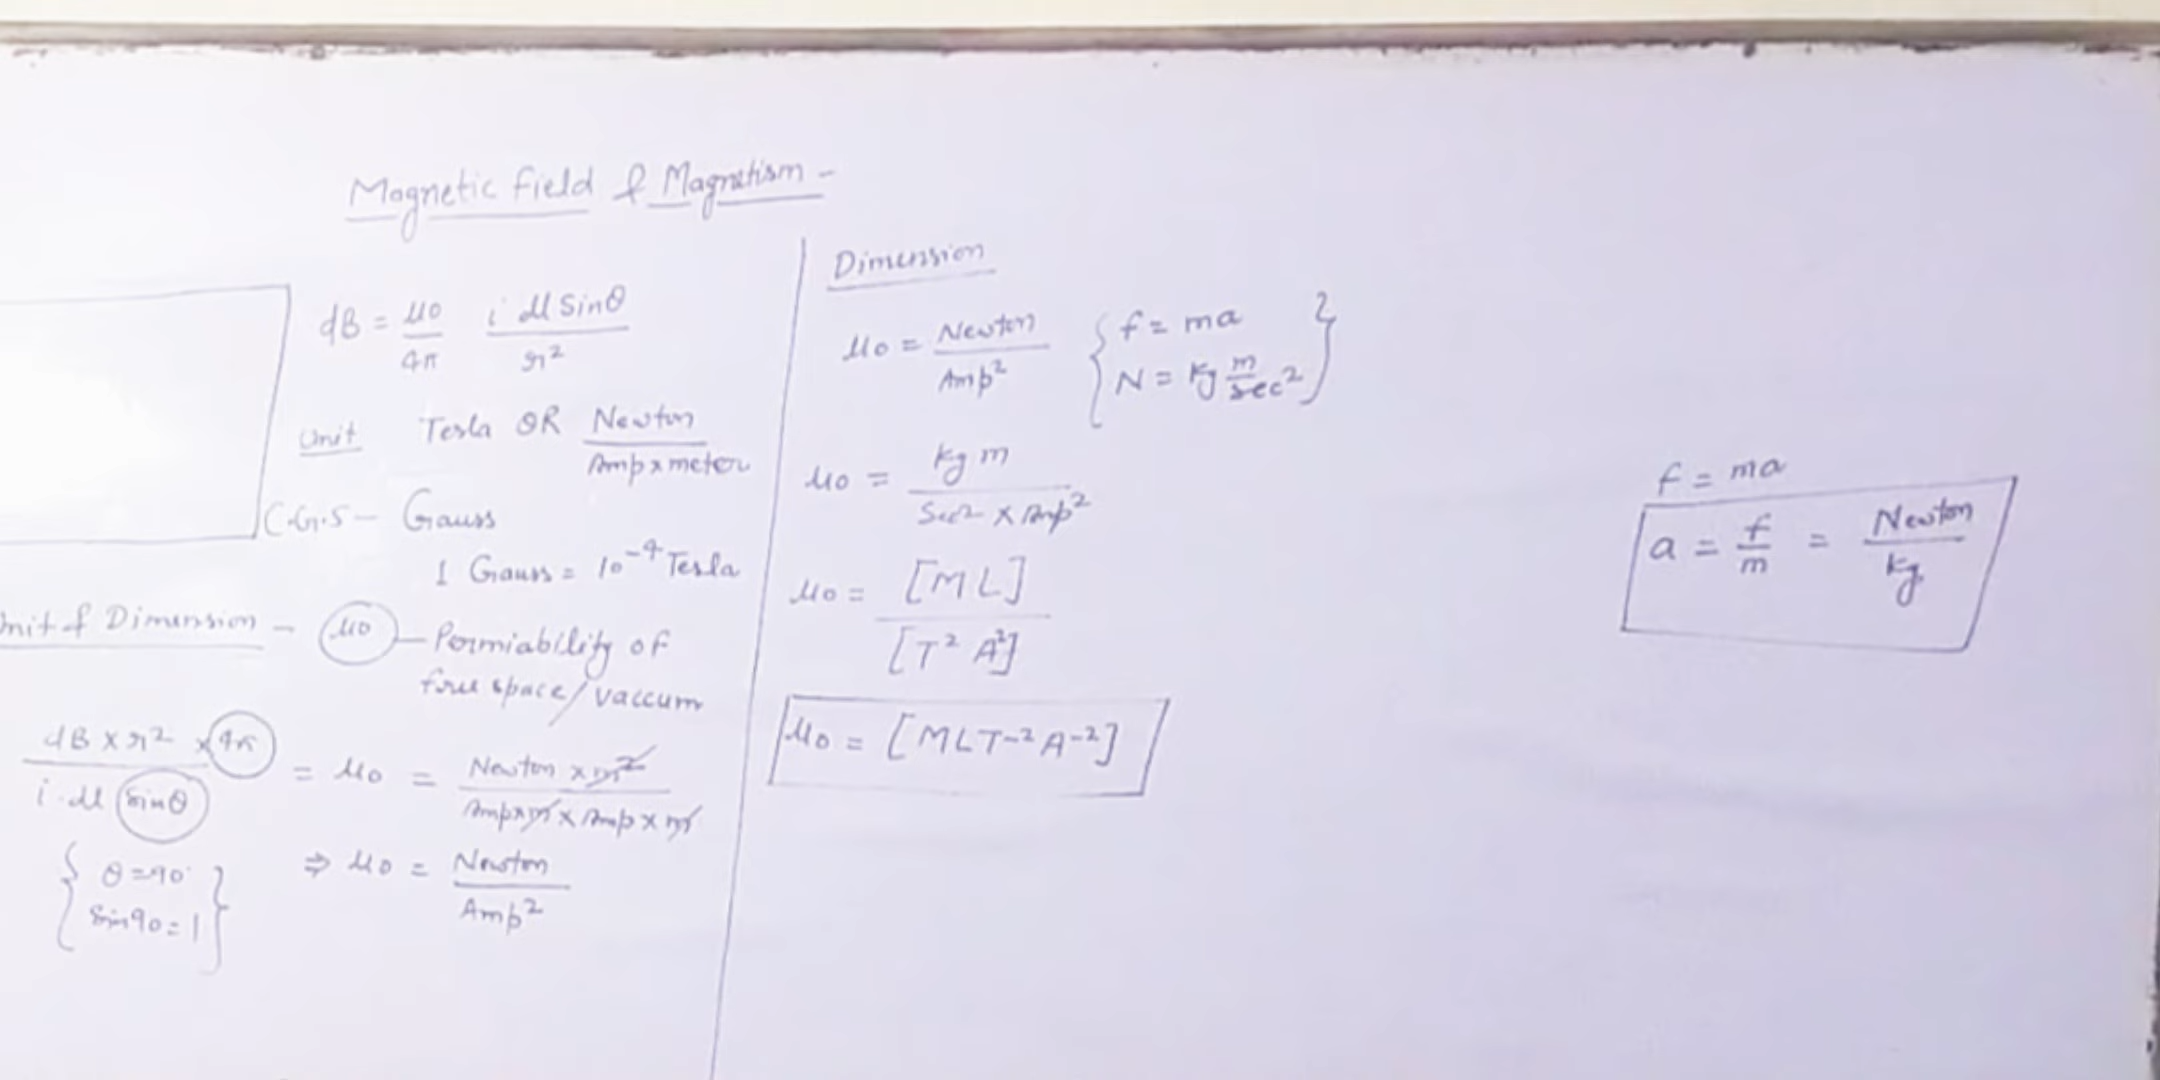 Magnetic field & Magnetism -
dB = μ0/4π i dl Sinθ/r²
Unit Tesla OR Newton/Amp×meter
C.G.S - Gauss
1 Gauss = 10⁻⁴ Tesla
Unit & Dimension - μ0 - Permiability of
free space/vaccum
dB × r² × 4π / i·dl Sinθ = μ0 = Newton × m² / Amp×m × Amp × m
{ θ = 90°
Sin90 = 1 }
⇒ μ0 = Newton/Amp²
Dimension
μ0 = Newton/Amp² { f = ma
N = kg m/sec² }
μ0 = kg m / Sec² × Amp²
μ0 = [ML] / [T² A²]
μ0 = [MLT⁻²A⁻²]
f = ma
a = f/m = Newton/kg